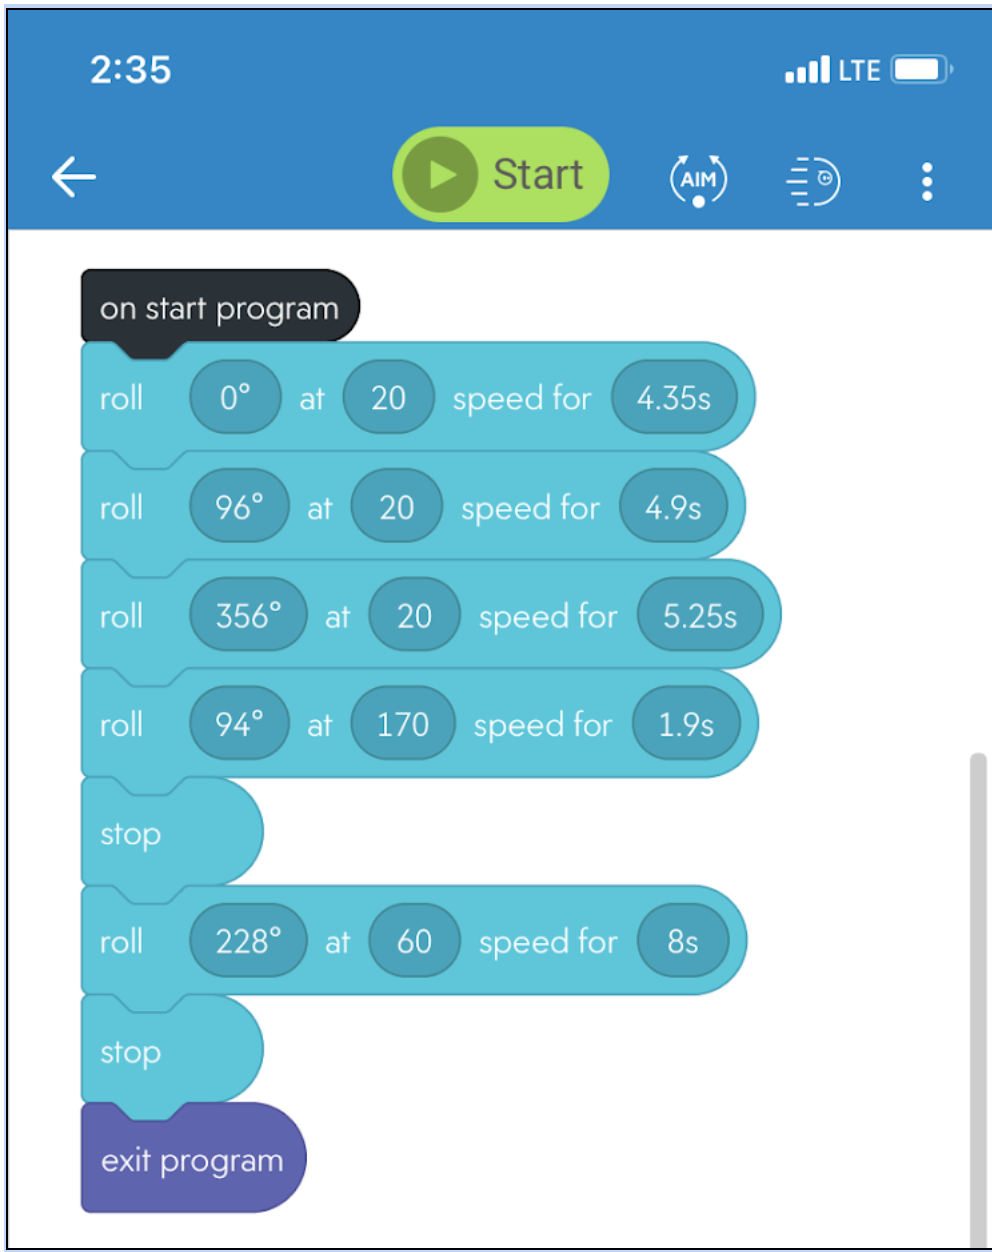 2:35 LTE
Start AIM
on start program
roll 0° at 20 speed for 4.35s
roll 96° at 20 speed for 4.9s
roll 356° at 20 speed for 5.25s
roll 94° at 170 speed for 1.9s
stop
roll 228° at 60 speed for 8s
stop
exit program